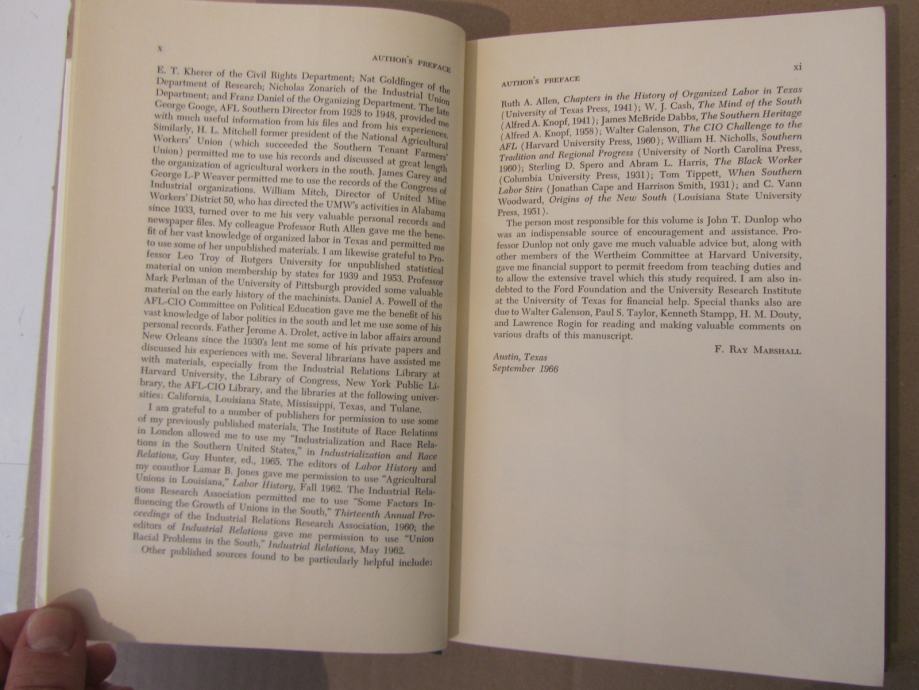 x
AUTHOR'S PREFACE
E. T. Kherer of the Civil Rights Department; Nat Goldfinger of the
Department of Research; Nicholas Zonarich of the Industrial Union
Department; and Franz Daniel of the Organizing Department. The late
George Googe, AFL Southern Director from 1928 to 1948, provided me
with much useful information from his files and from his experiences.
Similarly, H. L. Mitchell former president of the National Agricultural
Workers' Union (which succeeded the Southern Tenant Farmers'
Union) permitted me to use his records and discussed at great length
the organization of agricultural workers in the south. James Carey and
George L-P Weaver permitted me to use the records of the Congress of
Industrial organizations. William Mitch, Director of United Mine
Workers' District 50, who has directed the UMW's activities in Alabama
since 1933, turned over to me his very valuable personal records and
newspaper files. My colleague Professor Ruth Allen gave me the bene-
fit of her vast knowledge of organized labor in Texas and permitted me
to use some of her unpublished materials. I am likewise grateful to Pro-
fessor Leo Troy of Rutgers University for unpublished statistical
material on union membership by states for 1939 and 1953. Professor
Mark Perlman of the University of Pittsburgh provided some valuable
material on the early history of the machinists. Daniel A. Powell of the
AFL-CIO Committee on Political Education gave me the benefit of his
vast knowledge of labor politics in the south and let me use some of his
personal records. Father Jerome A. Drolet, active in labor affairs around
New Orleans since the 1930's lent me some of his private papers and
discussed his experiences with me. Several librarians have assisted me
with materials, especially from the Industrial Relations Library at
Harvard University, the Library of Congress, New York Public Li-
brary, the AFL-CIO Library, and the libraries at the following univer-
sities: California, Louisiana State, Mississippi, Texas, and Tulane.
I am grateful to a number of publishers for permission to use some
of my previously published materials. The Institute of Race Relations
in London allowed me to use my "Industrialization and Race Rela-
tions in the Southern United States," in Industrialization and Race
Relations, Guy Hunter, ed., 1965. The editors of Labor History and
my coauthor Lamar B. Jones gave me permission to use "Agricultural
Unions in Louisiana," Labor History, Fall 1962. The Industrial Rela-
tions Research Association permitted me to use "Some Factors In-
fluencing the Growth of Unions in the South," Thirteenth Annual Pro-
ceedings of the Industrial Relations Research Association, 1960; the
editors of Industrial Relations gave me permission to use "Union
Racial Problems in the South," Industrial Relations, May 1962.
Other published sources found to be particularly helpful include:
AUTHOR'S PREFACE
xi
Ruth A. Allen, Chapters in the History of Organized Labor in Texas
(University of Texas Press, 1941); W. J. Cash, The Mind of the South
(Alfred A. Knopf, 1941); James McBride Dabbs, The Southern Heritage
Alfred A. Knopf, 1958); Walter Galenson, The CIO Challenge to the
AFL (Harvard University Press, 1960); William H. Nicholls, Southern
Tradition and Regional Progress (University of North Carolina Press,
1960); Sterling D. Spero and Abram L. Harris, The Black Worker
(Columbia University Press, 1931); Tom Tippett, When Southern
Labor Stirs (Jonathan Cape and Harrison Smith, 1931); and C. Vann
Woodward, Origins of the New South (Louisiana State University
Press, 1951).
The person most responsible for this volume is John T. Dunlop who
was an indispensable source of encouragement and assistance. Pro-
fessor Dunlop not only gave me much valuable advice but, along with
other members of the Wertheim Committee at Harvard University,
gave me financial support to permit freedom from teaching duties and
to allow the extensive travel which this study required. I am also in-
debted to the Ford Foundation and the University Research Institute
at the University of Texas for financial help. Special thanks also are
due to Walter Galenson, Paul S. Taylor, Kenneth Stampp, H. M. Douty,
and Lawrence Rogin for reading and making valuable comments on
various drafts of this manuscript.
F. RAY MARSHALL
Austin, Texas
September 1966